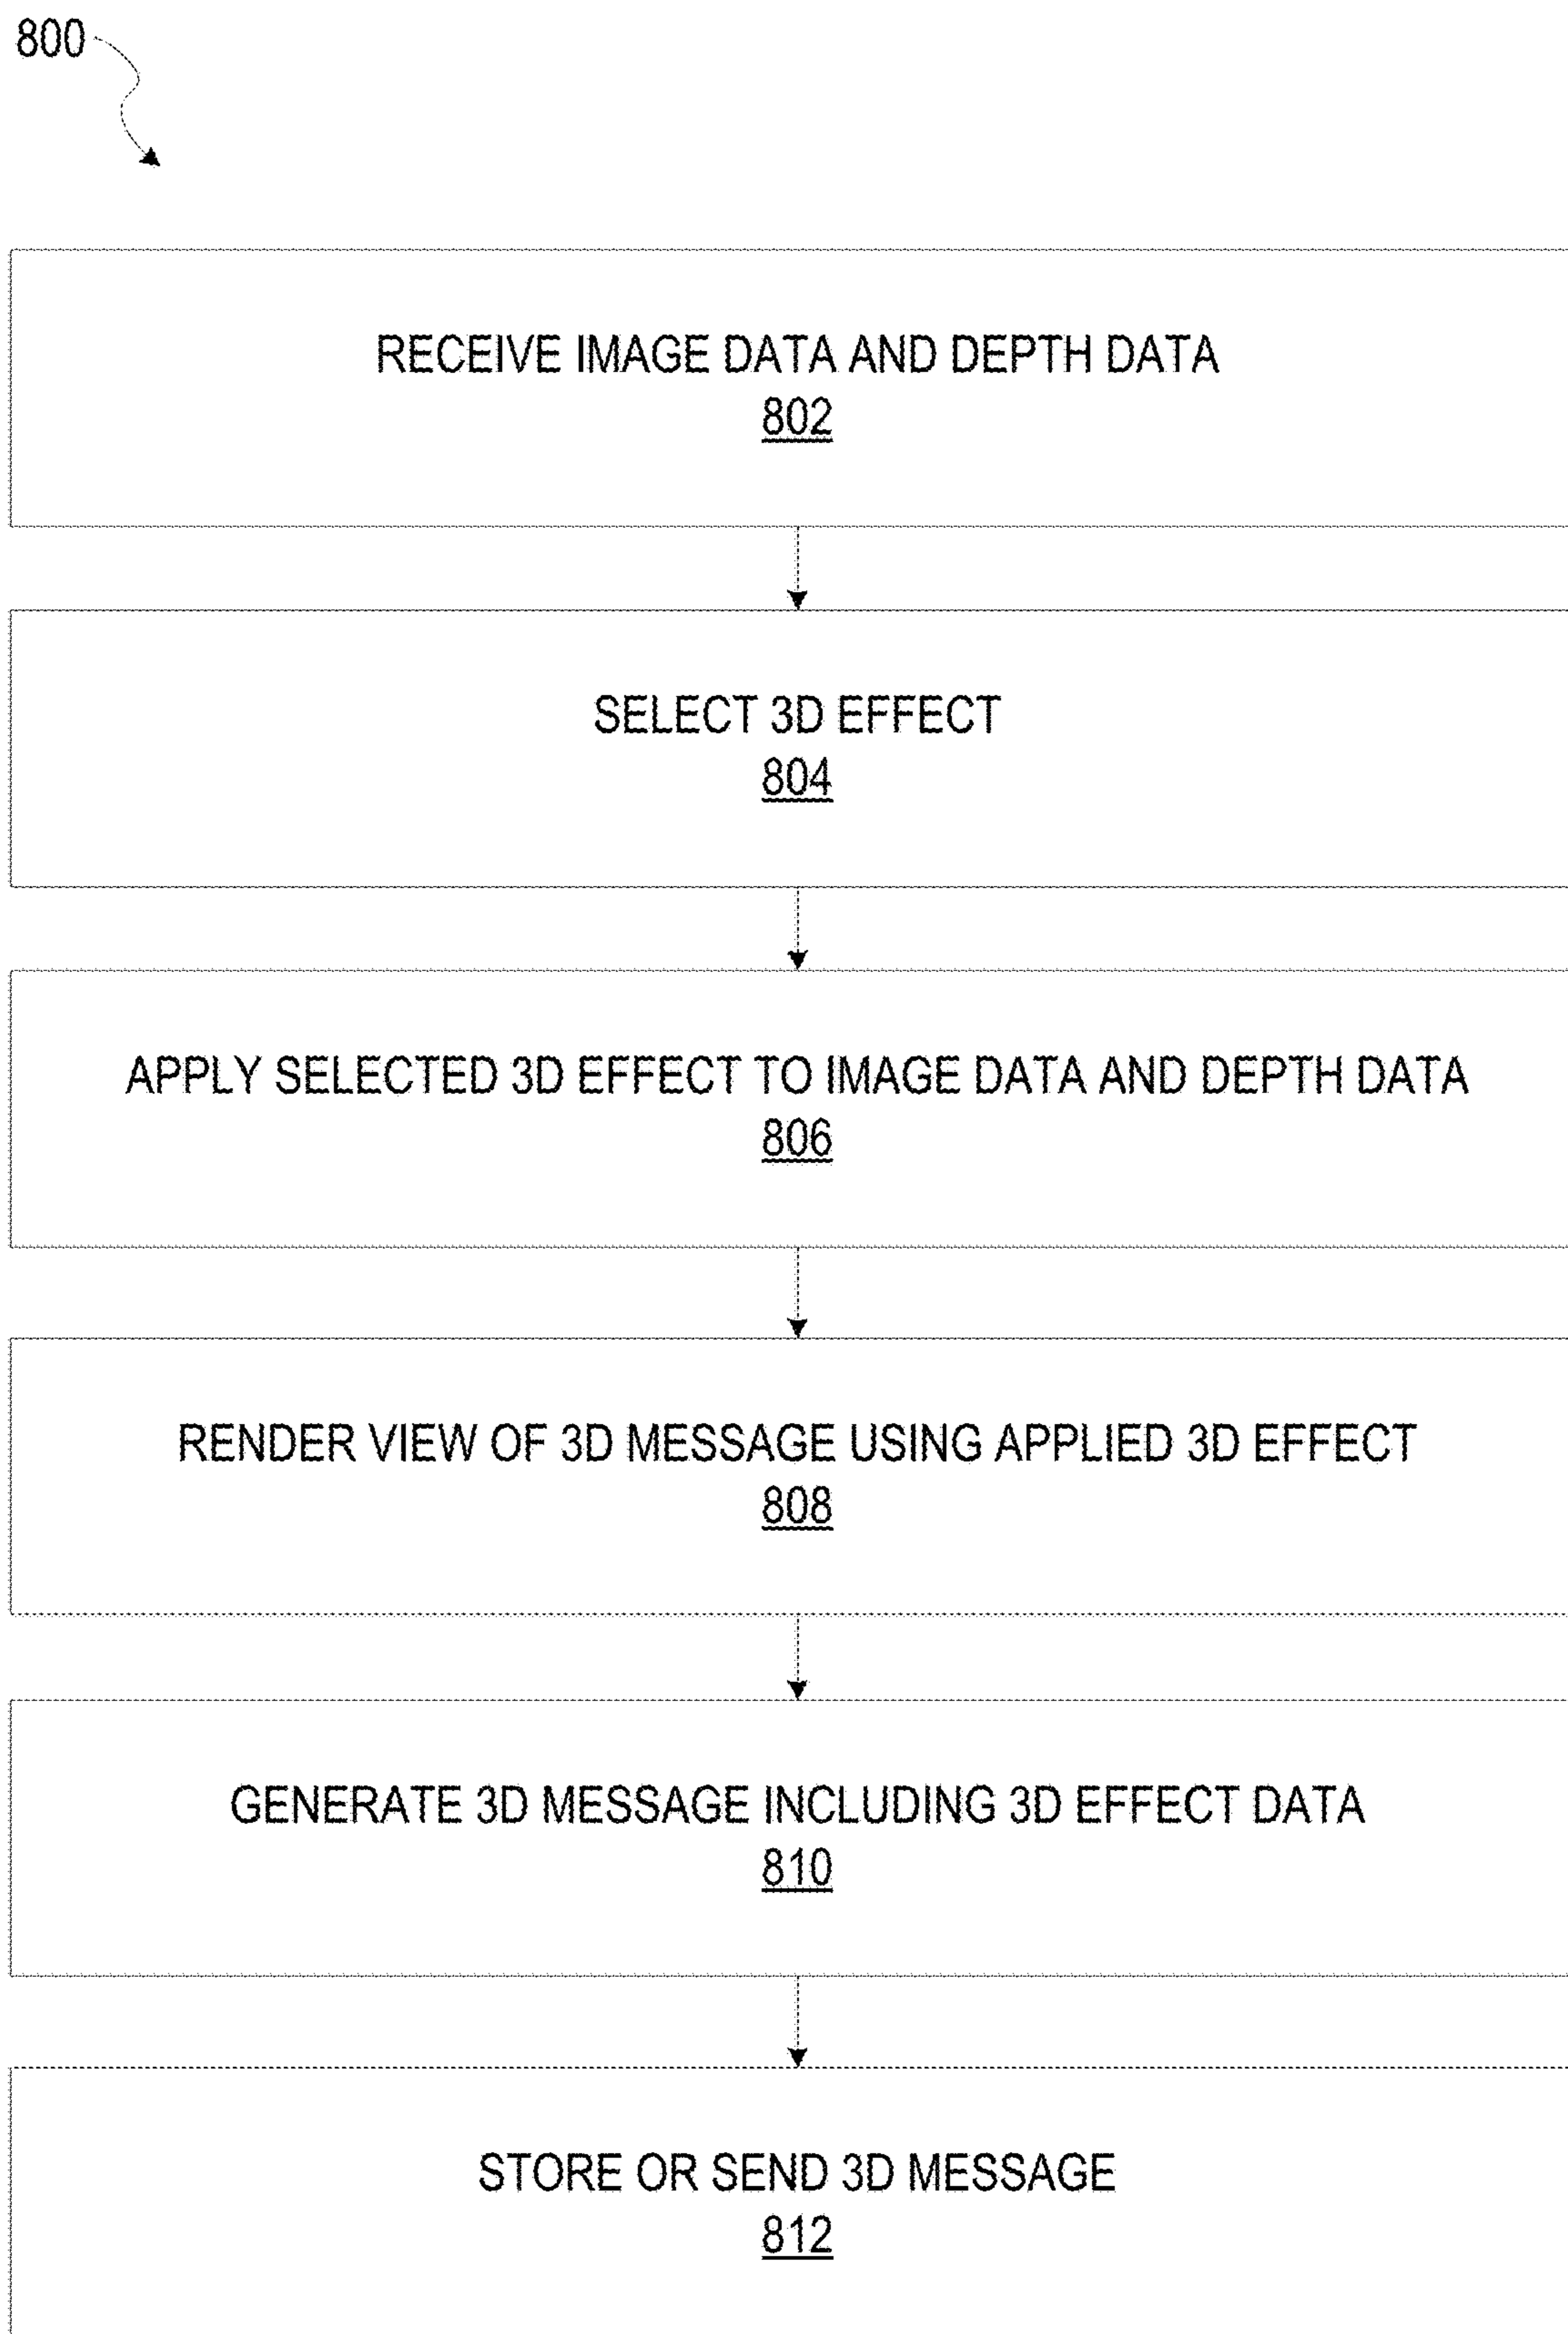 800
RECEIVE IMAGE DATA AND DEPTH DATA
802
SELECT 3D EFFECT
804
APPLY SELECTED 3D EFFECT TO IMAGE DATA AND DEPTH DATA
806
RENDER VIEW OF 3D MESSAGE USING APPLIED 3D EFFECT
808
GENERATE 3D MESSAGE INCLUDING 3D EFFECT DATA
810
STORE OR SEND 3D MESSAGE
812